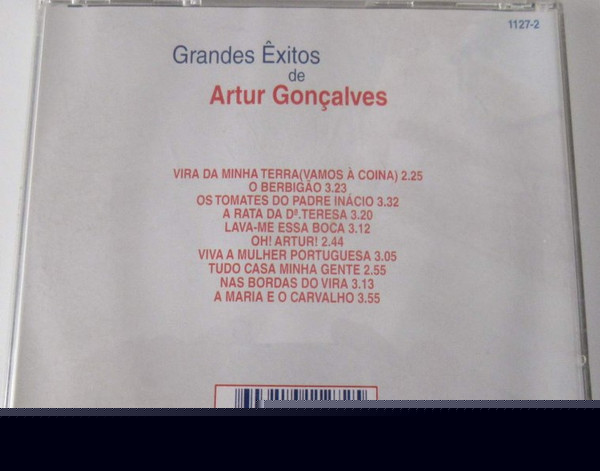 1127-2
Grandes Êxitos
de
Artur Gonçalves
VIRA DA MINHA TERRA(VAMOS À COINA) 2.25
O BERBIGÃO 3.23
OS TOMATES DO PADRE INÁCIO 3.32
A RATA DA Dª.TERESA 3.20
LAVA-ME ESSA BOCA 3.12
OH! ARTUR! 2.44
VIVA A MULHER PORTUGUESA 3.05
TUDO CASA MINHA GENTE 2.55
NAS BORDAS DO VIRA 3.13
A MARIA E O CARVALHO 3.55